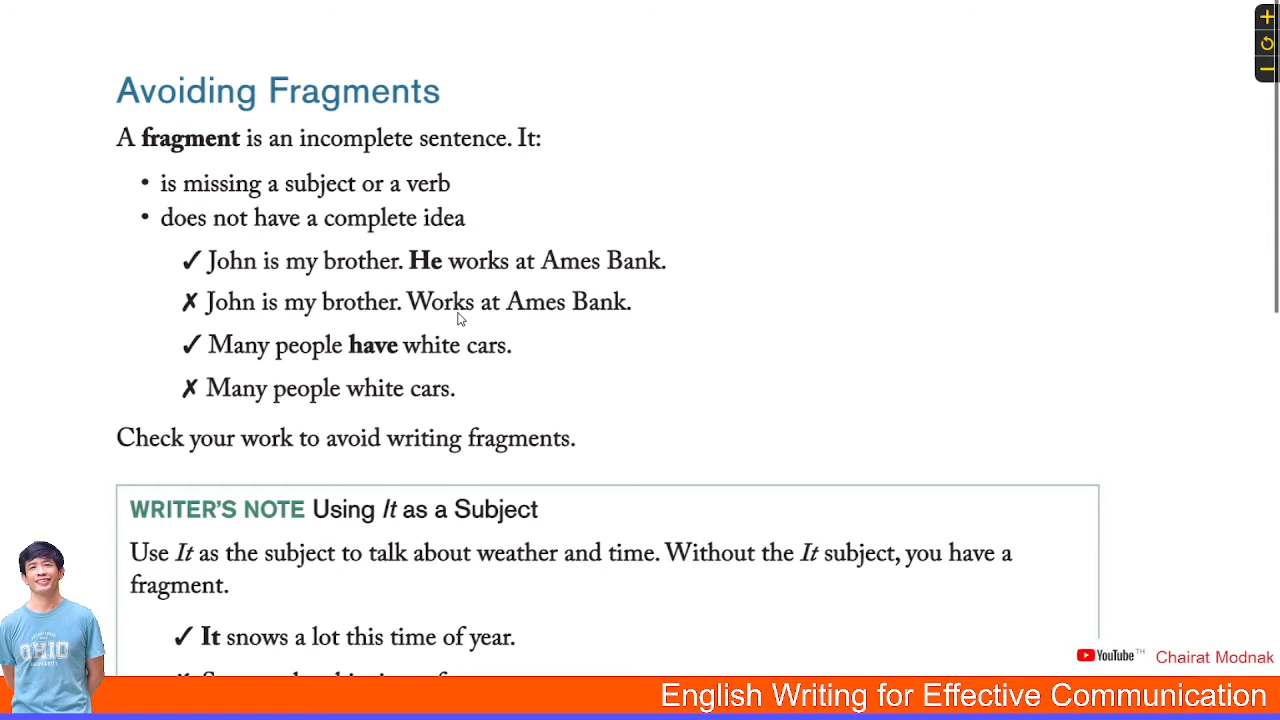 Avoiding Fragments
A fragment is an incomplete sentence. It:
• is missing a subject or a verb
• does not have a complete idea
✓ John is my brother. He works at Ames Bank.
✗ John is my brother. Works at Ames Bank.
✓ Many people have white cars.
✗ Many people white cars.
Check your work to avoid writing fragments.
WRITER'S NOTE Using It as a Subject
Use It as the subject to talk about weather and time. Without the It subject, you have a
fragment.
✓ It snows a lot this time of year.
OHIO
YouTube TH Chairat Modnak
English Writing for Effective Communication